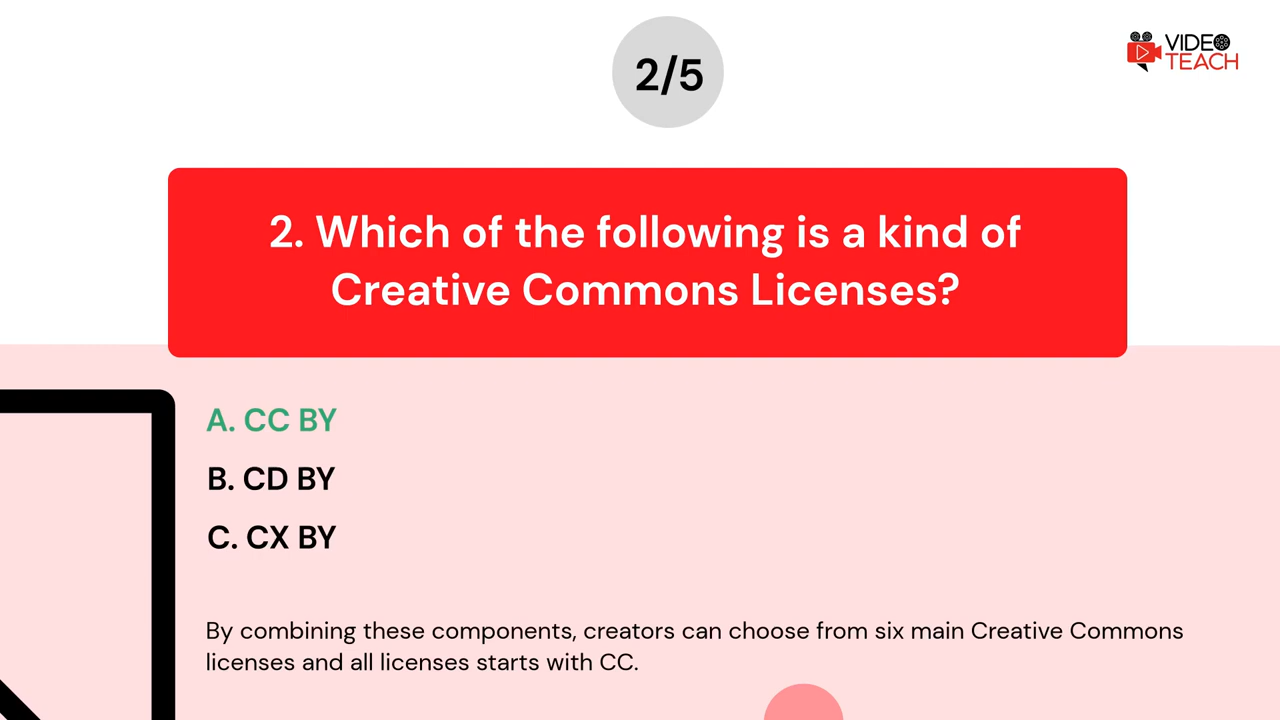 2/5
VIDEO
TEACH
2. Which of the following is a kind of
Creative Commons Licenses?
A. CC BY
B. CD BY
C. CX BY
By combining these components, creators can choose from six main Creative Commons
licenses and all licenses starts with CC.